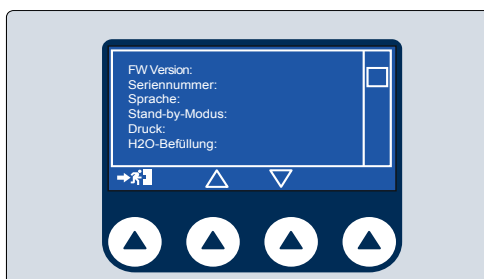 FW Version:
Seriennummer:
Sprache:
Stand-by-Modus:
Druck:
H2O-Befüllung: